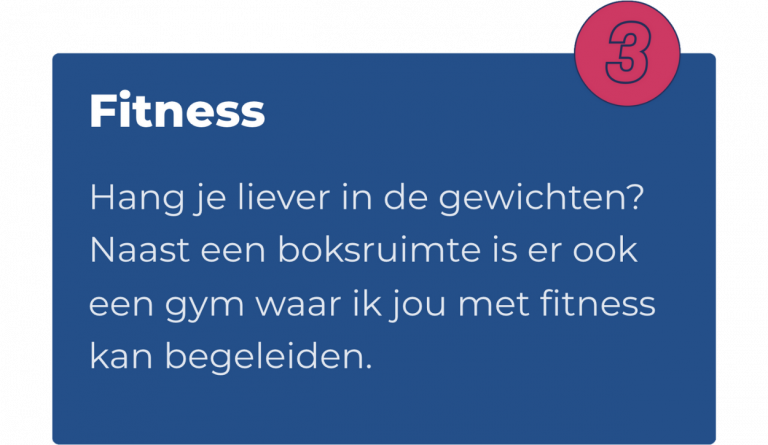 3
Fitness
Hang je liever in de gewichten?
Naast een boksruimte is er ook
een gym waar ik jou met fitness
kan begeleiden.